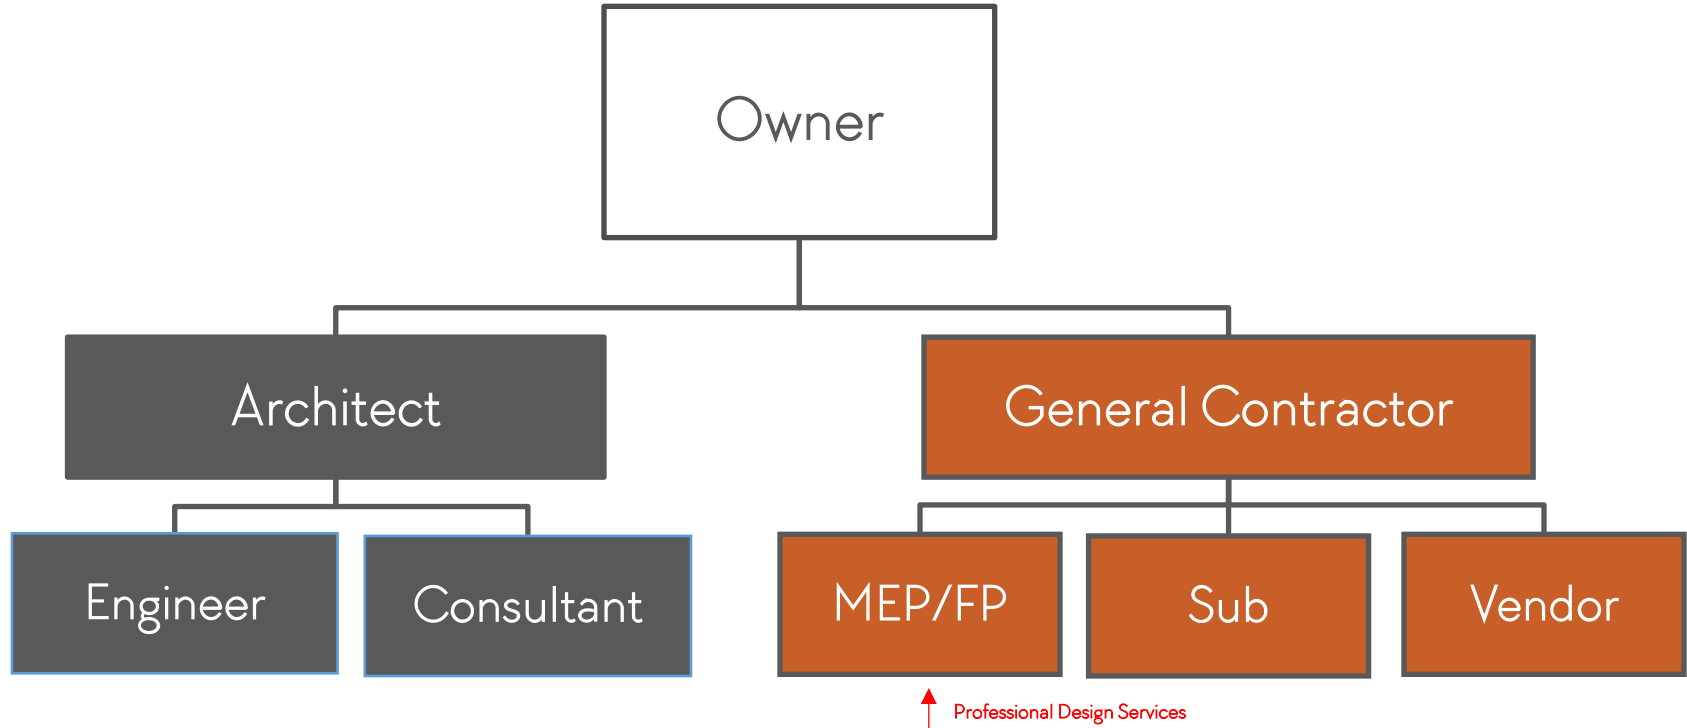 Owner
Architect
General Contractor
Engineer
Consultant
MEP/FP
Sub
Vendor
Professional Design Services